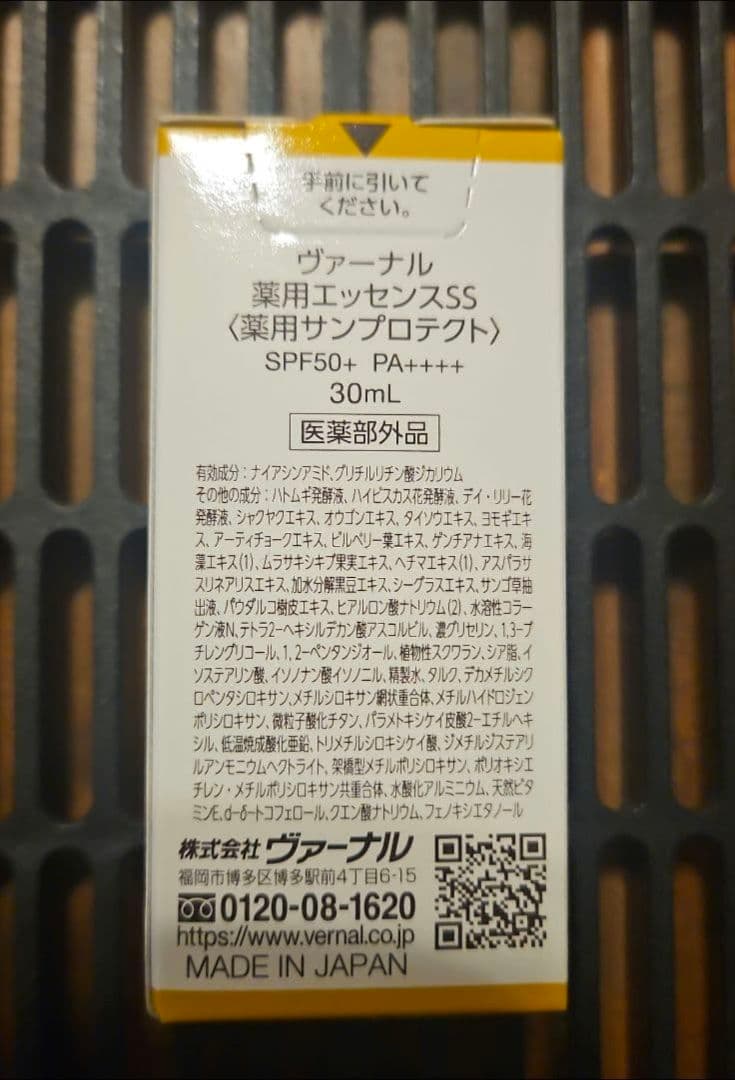 手前に引いて
ください。
ヴァーナル
薬用エッセンスSS
〈薬用サンプロテクト〉
SPF50+ PA++++
30mL
医薬部外品
有効成分：ナイアシンアミド、グリチルリチン酸ジカリウム
その他の成分：ハトムギ発酵液、ハイビスカス花発酵液、デイ・リリー花
発酵液、シャクヤクエキス、オウゴンエキス、タイソウエキス、ヨモギエキ
ス、アーティチョークエキス、ビルベリー葉エキス、ゲンチアナエキス、海
藻エキス(1)、ムラサキシキブ果実エキス、ヘチマエキス(1)、アスパラサ
スリネアリスエキス、加水分解黒豆エキス、シーグラスエキス、サンゴ草抽
出液、パウダルコ樹皮エキス、ヒアルロン酸ナトリウム(2)、水溶性コラー
ゲン液N、テトラ2-ヘキシルデカン酸アスコルビル、濃グリセリン、1,3-ブ
チレングリコール、1,2-ペンタンジオール、植物性スクワラン、シア脂、イ
ソステアリン酸、イソノナン酸イソノニル、精製水、タルク、デカメチルシク
ロペンタシロキサン、メチルシロキサン網状重合体、メチルハイドロジェン
ポリシロキサン、微粒子酸化チタン、パラメトキシケイ皮酸2-エチルヘキ
シル、低温焼成酸化亜鉛、トリメチルシロキシケイ酸、ジメチルジステアリ
ルアンモニウムヘクトライト、架橋型メチルポリシロキサン、ポリオキシエ
チレン・メチルポリシロキサン共重合体、水酸化アルミニウム、天然ビタ
ミンE、d-δ-トコフェロール、クエン酸ナトリウム、フェノキシエタノール
株式会社ヴァーナル
福岡市博多区博多駅前4丁目6-15
0120-08-1620
https://www.vernal.co.jp
MADE IN JAPAN